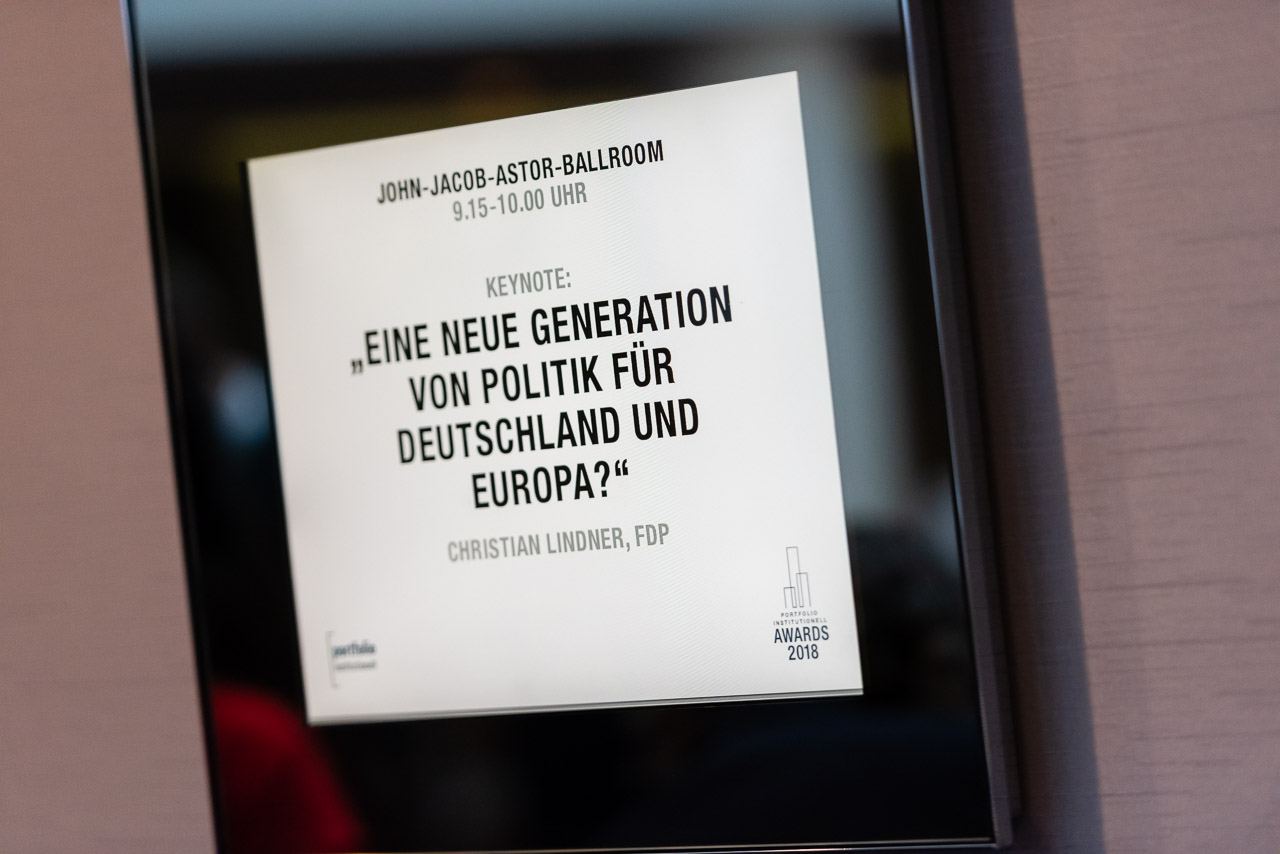 JOHN-JACOB-ASTOR-BALLROOM
9.15-10.00 UHR
KEYNOTE:
„EINE NEUE GENERATION
VON POLITIK FÜR
DEUTSCHLAND UND
EUROPA?“
CHRISTIAN LINDNER, FDP
portfolio
PORTFOLIO
INSTITUTIONELL
AWARDS
2018